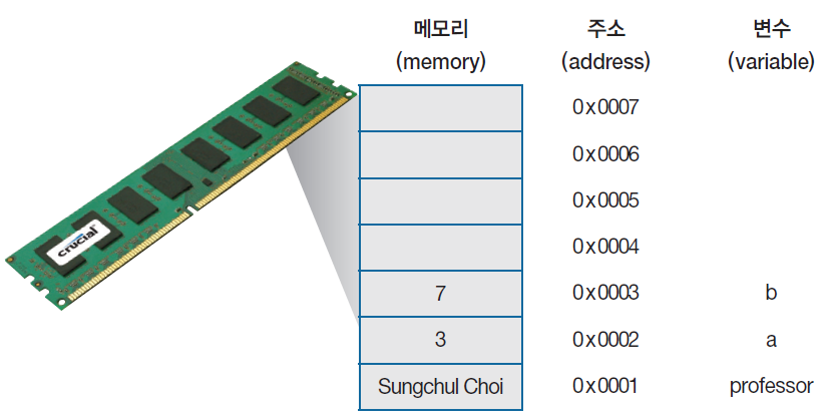 메모리 주소 변수
(memory) (address) (variable)
0x0007
0x0006
0x0005
0x0004
7 0x0003 b
3 0x0002 a
Sungchul Choi 0x0001 professor
crucial